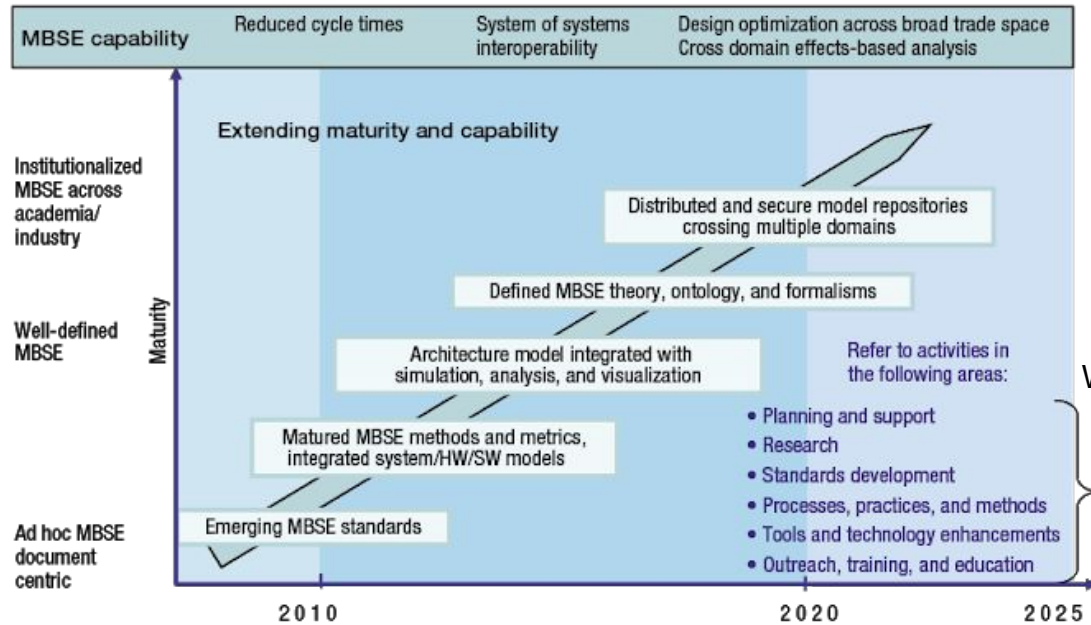 MBSE capability
Reduced cycle times
System of systems
interoperability
Design optimization across broad trade space
Cross domain effects-based analysis
Extending maturity and capability
Institutionalized
MBSE across
academia/
industry
Well-defined
MBSE
Ad hoc MBSE
document
centric
Maturity
Distributed and secure model repositories
crossing multiple domains
Defined MBSE theory, ontology, and formalisms
Architecture model integrated with
simulation, analysis, and visualization
Matured MBSE methods and metrics,
integrated system/HW/SW models
Emerging MBSE standards
Refer to activities in
the following areas:
• Planning and support
• Research
• Standards development
• Processes, practices, and methods
• Tools and technology enhancements
• Outreach, training, and education
2010
2020
2025